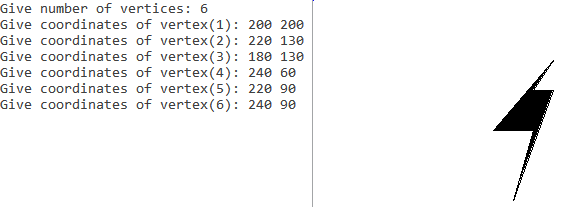 Give number of vertices: 6
Give coordinates of vertex(1): 200 200
Give coordinates of vertex(2): 220 130
Give coordinates of vertex(3): 180 130
Give coordinates of vertex(4): 240 60
Give coordinates of vertex(5): 220 90
Give coordinates of vertex(6): 240 90